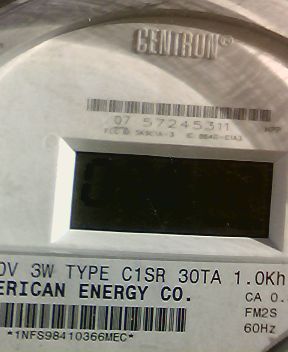 CENTRON®
07 57245311
0V 3W TYPE C1SR 30TA 1.0Kh
ERICAN ENERGY CO.
CA 0.
FM2S
60Hz
*1NFS98410366MEC*